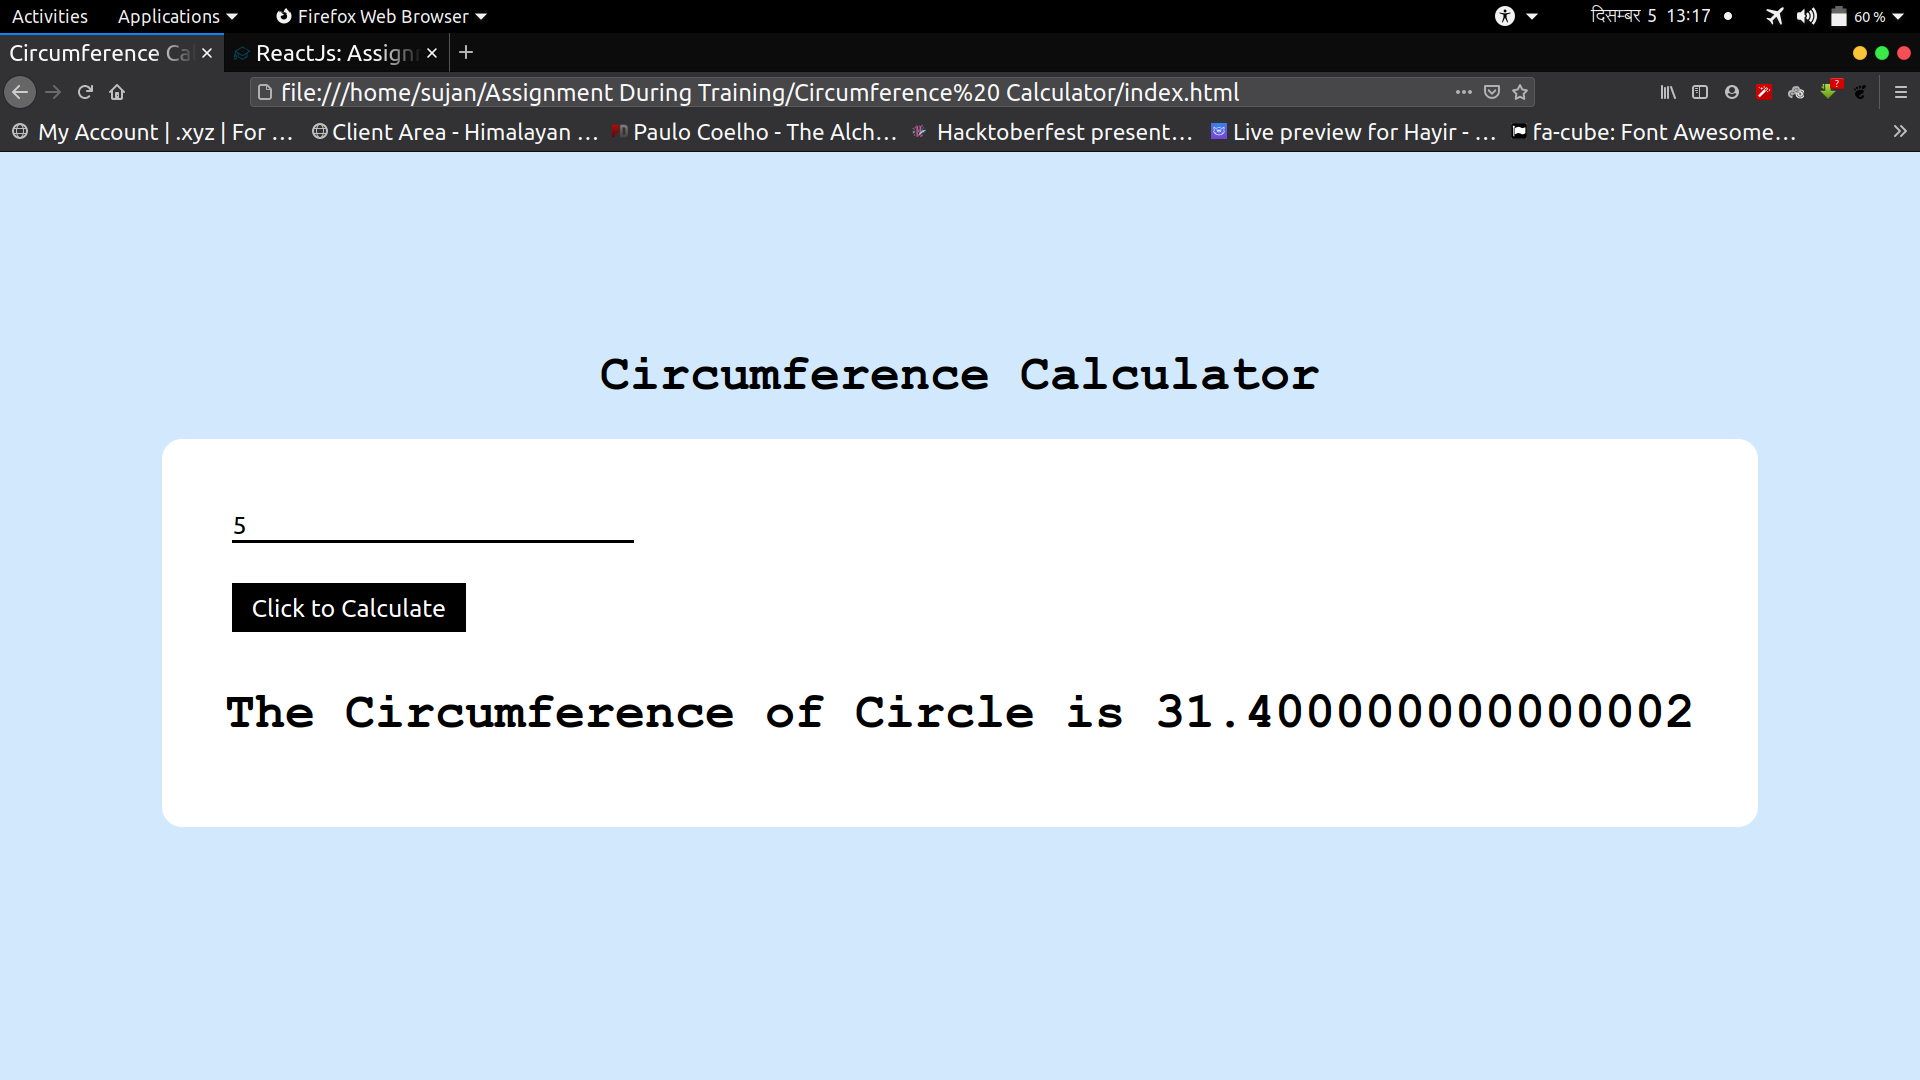 Activities Applications Firefox Web Browser दिसम्बर 5 13:17 60 %
Circumference Ca ReactJs: Assign
file:///home/sujan/Assignment During Training/Circumference%20 Calculator/index.html
My Account | .xyz | For … Client Area - Himalayan … Paulo Coelho - The Alch… Hacktoberfest present… Live preview for Hayir - … fa-cube: Font Awesome…
Circumference Calculator
5
Click to Calculate
The Circumference of Circle is 31.400000000000002